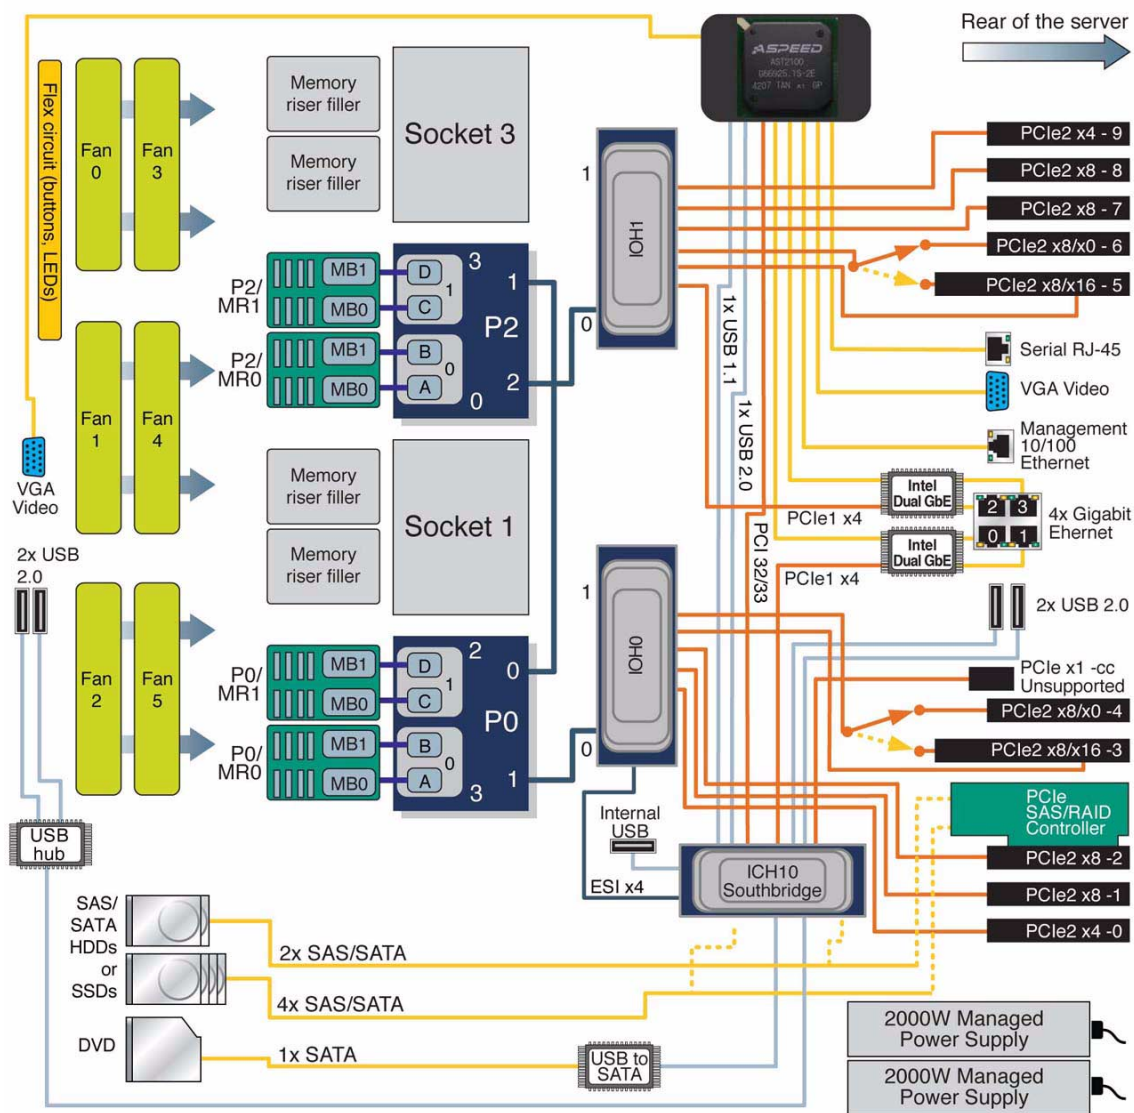 Rear of the server
ASPEED
AST2100
4207 TAN
GP
Flex circuit (buttons, LEDs)
Fan
0
Fan
3
Memory
riser filler
Memory
riser filler
Socket 3
1
IOH1
0
PCIe2 x4 - 9
PCIe2 x8 - 8
PCIe2 x8 - 7
PCIe2 x8/x0 - 6
PCIe2 x8/x16 - 5
P2/
MR1
MB1
MB0
D
C
1
3
1
P2
P2/
MR0
MB1
MB0
B
A
0
2
0
1x USB 1.1
1x USB 2.0
PCI 32/33
Serial RJ-45
VGA Video
Management
10/100
Ethernet
Fan
1
Fan
4
VGA
Video
Memory
riser filler
Memory
riser filler
Socket 1
Intel
Dual GbE
PCIe1 x4
Intel
Dual GbE
PCIe1 x4
2
3
0
1
4x Gigabit
Ehernet
2x USB
2.0
1
IOH0
0
2x USB 2.0
PCIe x1 -cc
Unsupported
PCIe2 x8/x0 -4
PCIe2 x8/x16 -3
Fan
2
Fan
5
P0/
MR1
MB1
MB0
D
C
1
2
0
P0
P0/
MR0
MB1
MB0
B
A
0
1
3
PCIe
SAS/RAID
Controller
PCIe2 x8 -2
PCIe2 x8 -1
PCIe2 x4 -0
USB
hub
Internal
USB
ESI x4
ICH10
Southbridge
SAS/
SATA
HDDs
or
SSDs
2x SAS/SATA
4x SAS/SATA
DVD
1x SATA
USB to
SATA
2000W Managed
Power Supply
2000W Managed
Power Supply